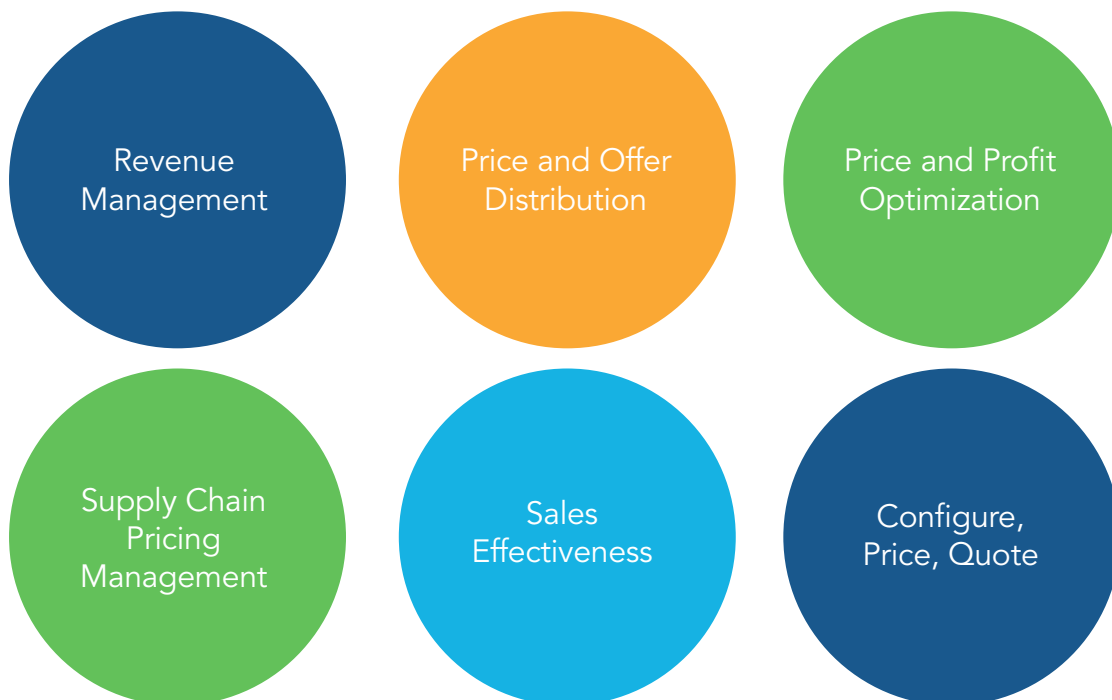 Revenue
Management
Price and Offer
Distribution
Price and Profit
Optimization
Supply Chain
Pricing
Management
Sales
Effectiveness
Configure,
Price, Quote